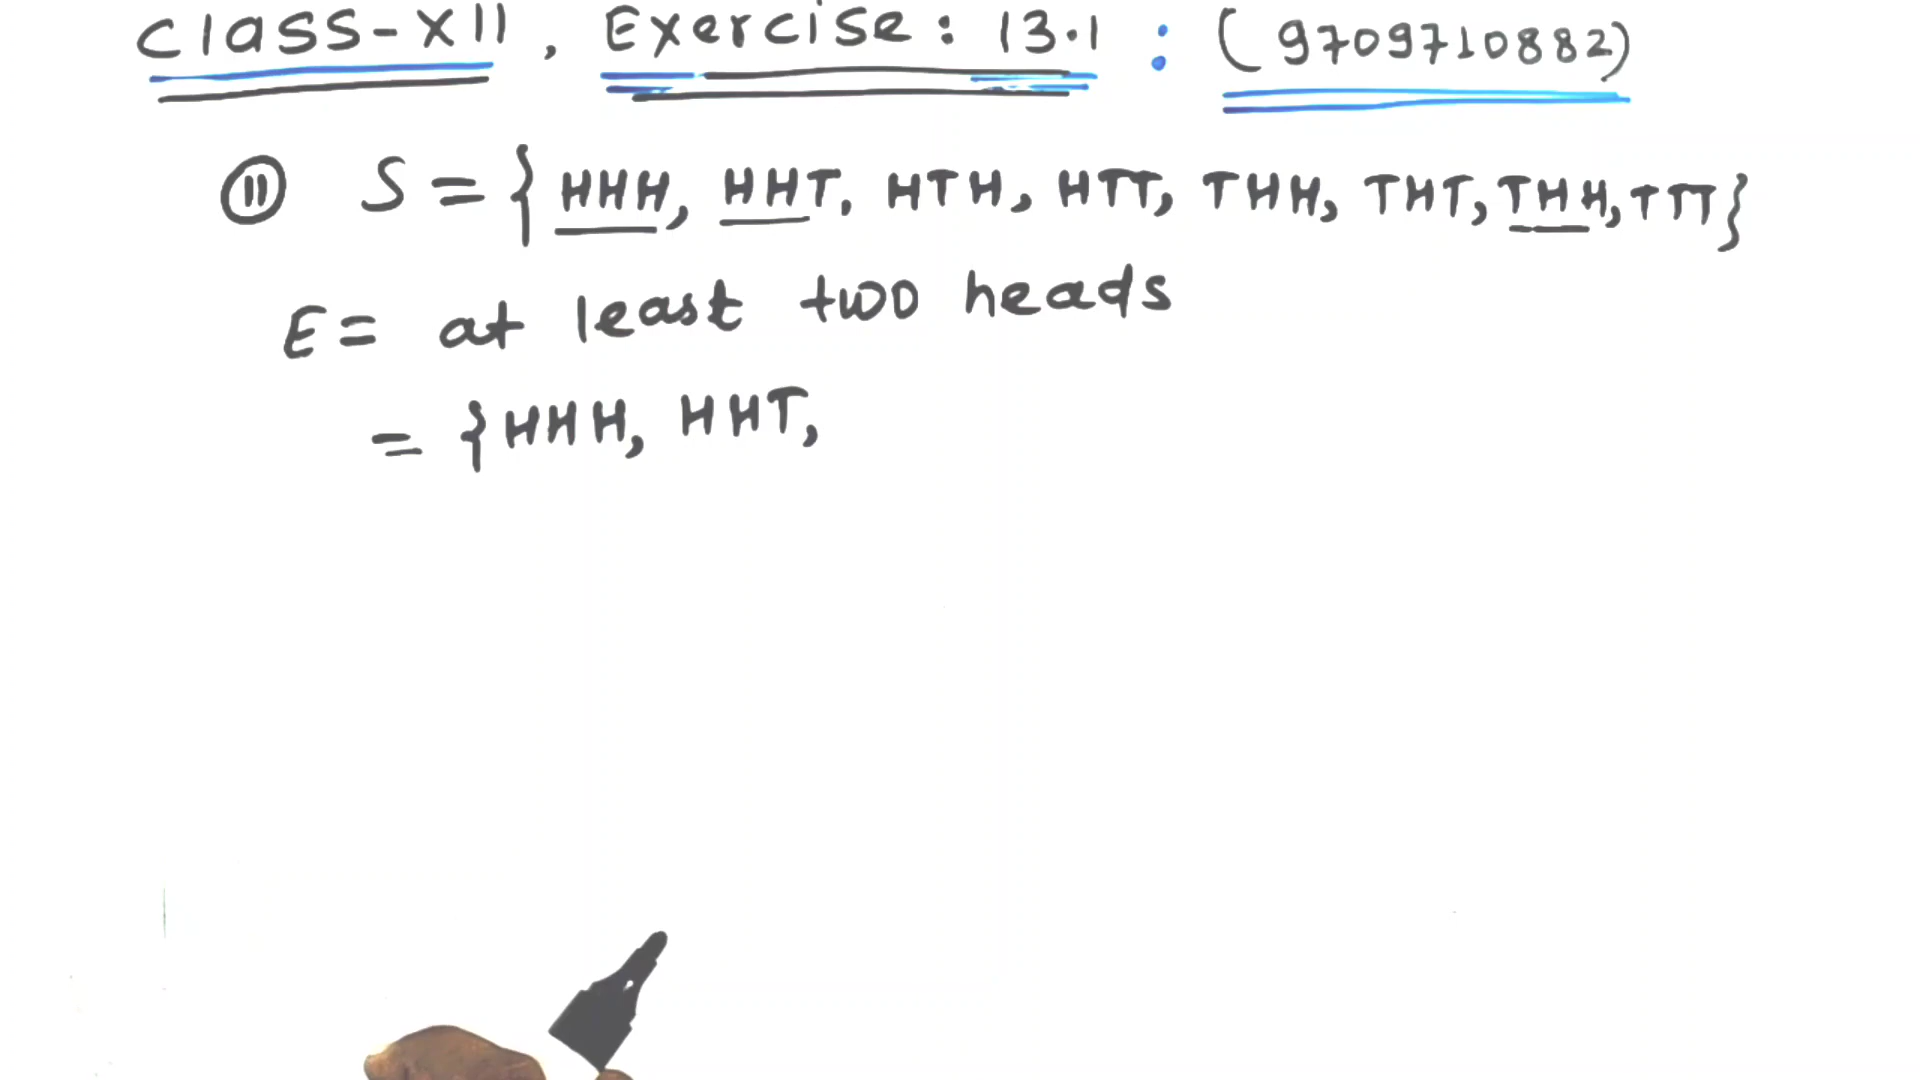 Class-XII, Exercise: 13.1 : (9709710882)
(ii) S = { HHH, HHT, HTH, HTT, THH, THT, THH, TTT}
E = at least two heads
= {HHH, HHT,